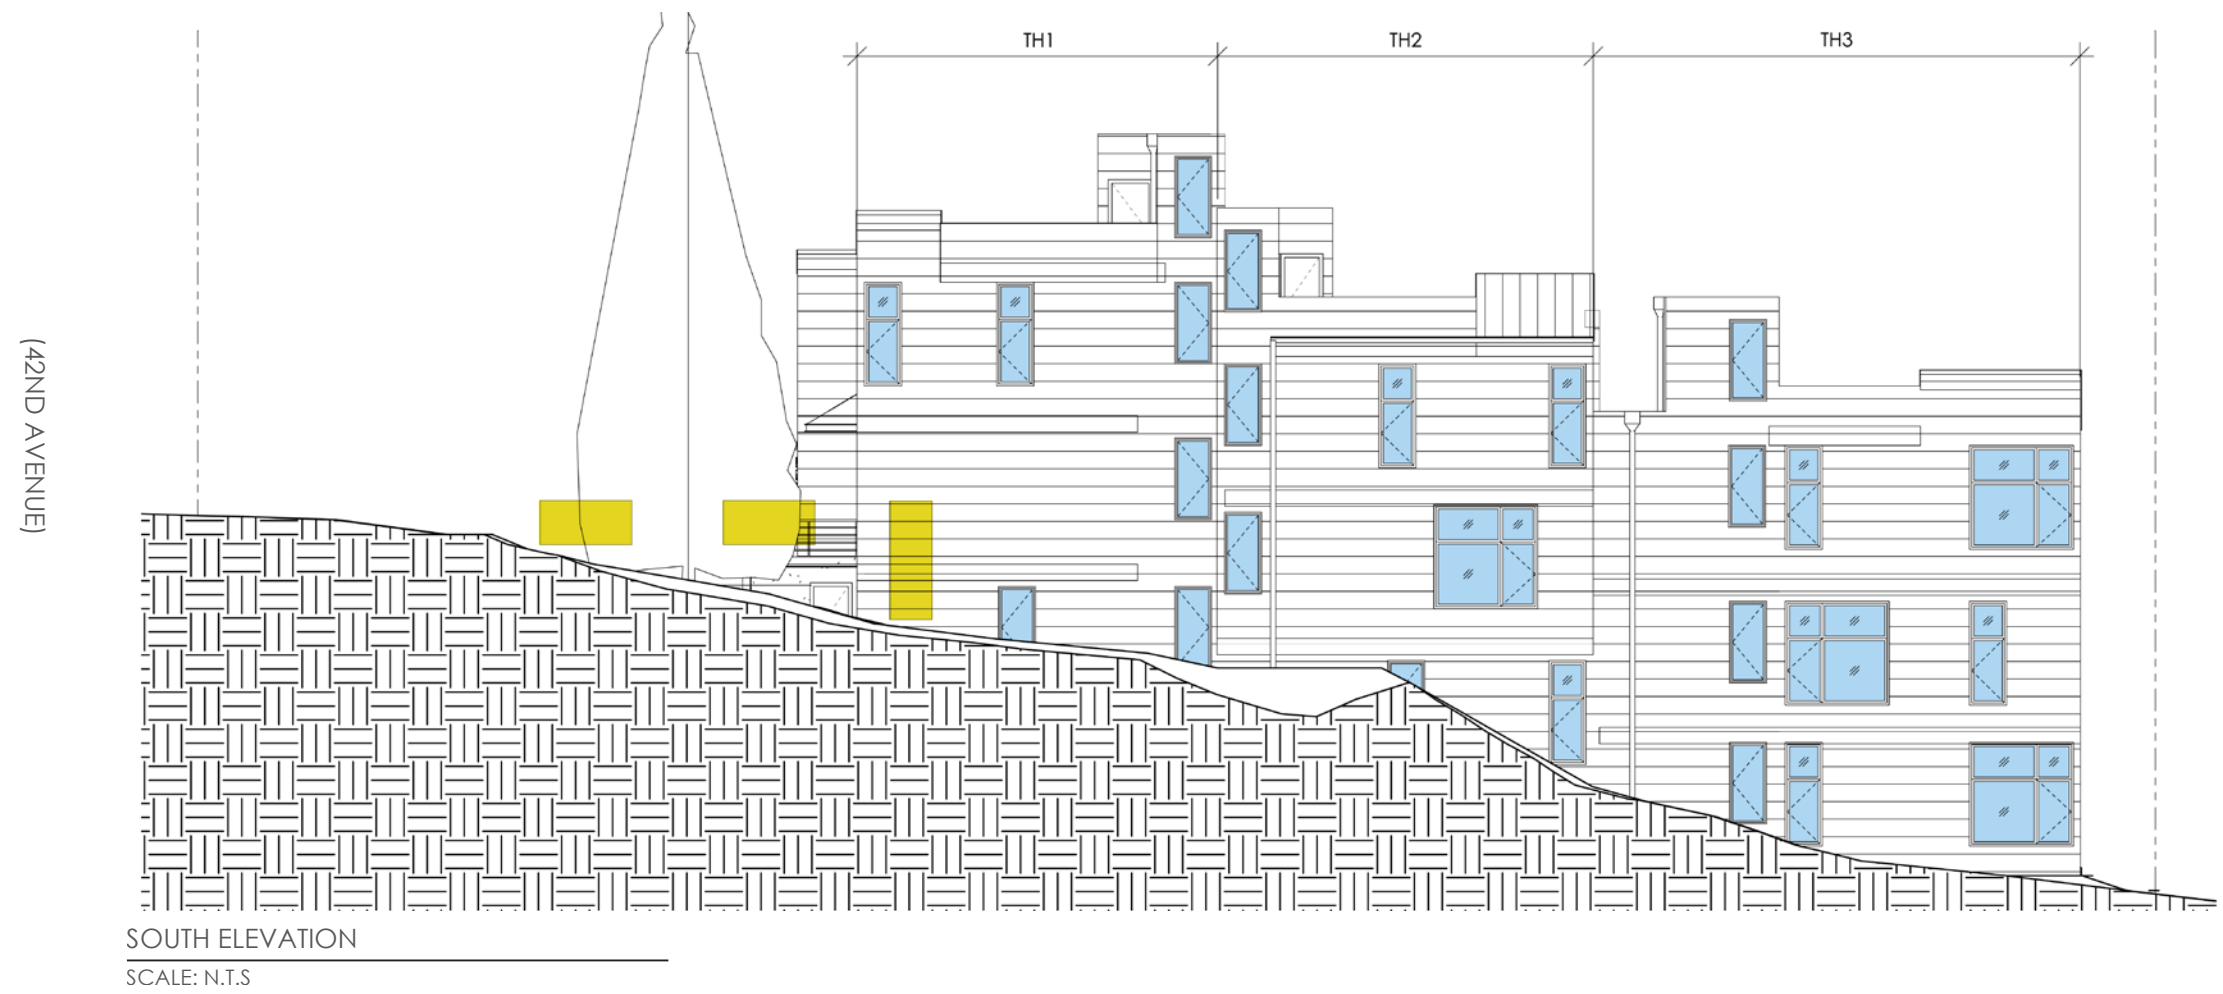 TH1
TH2
TH3
(42ND AVENUE)
SOUTH ELEVATION
SCALE: N.T.S